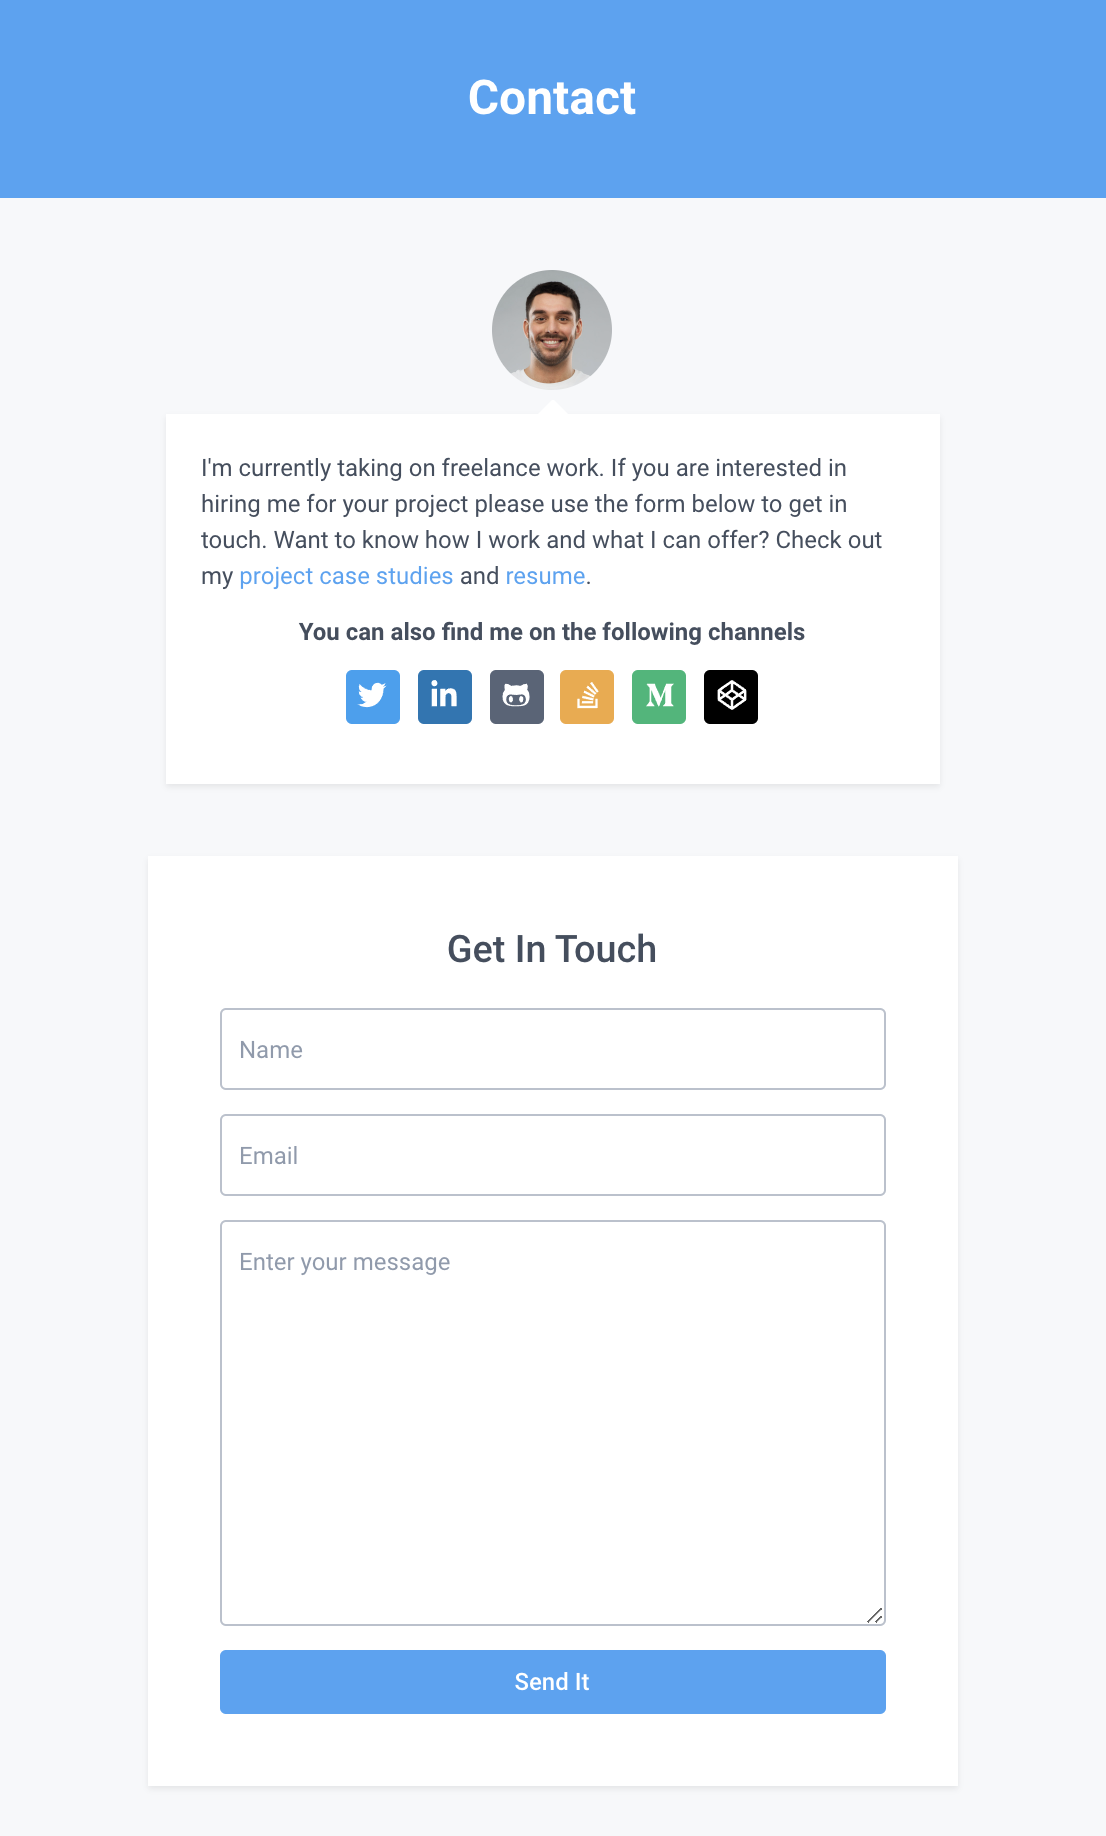 Contact
I'm currently taking on freelance work. If you are interested in
hiring me for your project please use the form below to get in
touch. Want to know how I work and what I can offer? Check out
my project case studies and resume.
You can also find me on the following channels
in
M
Get In Touch
Name
Email
Enter your message
Send It